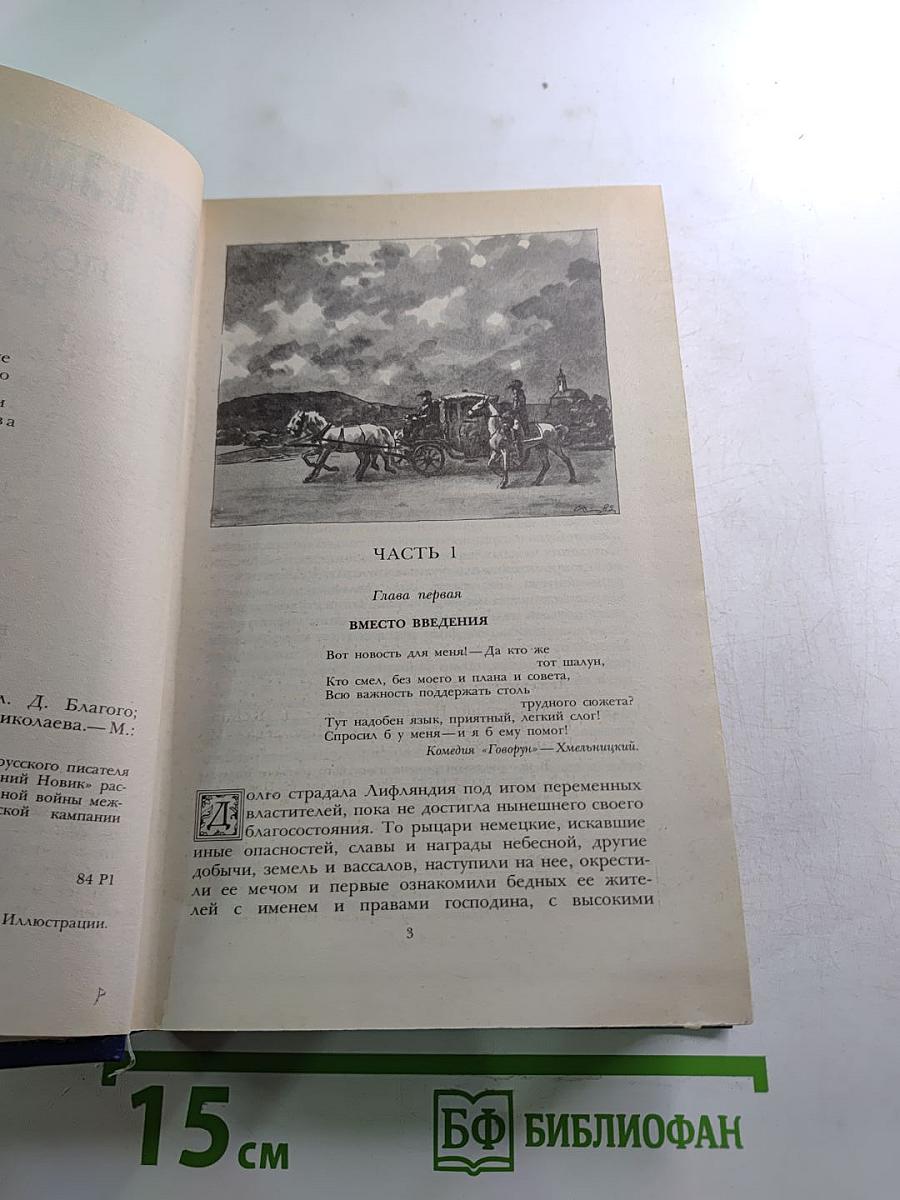 е
о
и
ва
л. Д. Благого;
иколаева.— М.:
русского писателя
ний Новик» рас-
ной войны меж-
ской кампании
84 Р1
Иллюстрации.
ЧАСТЬ 1
Глава первая
ВМЕСТО ВВЕДЕНИЯ
Вот новость для меня!— Да кто же
тот шалун,
Кто смел, без моего и плана и совета,
Всю важность поддержать столь
трудного сюжета?
Тут надобен язык, приятный, легкий слог!
Спросил б у меня — и я б ему помог!
Комедия «Говорун» — Хмельницкий.
Долго страдала Лифляндия под игом переменных
властителей, пока не достигла нынешнего своего
благосостояния. То рыцари немецкие, искавшие
иные опасностей, славы и награды небесной, другие
добычи, земель и вассалов, наступили на нее, окрести-
ли ее мечом и первые ознакомили бедных ее жите-
лей с именем и правами господина, с высокими
3
15 см
БФ БИБЛИОФАН